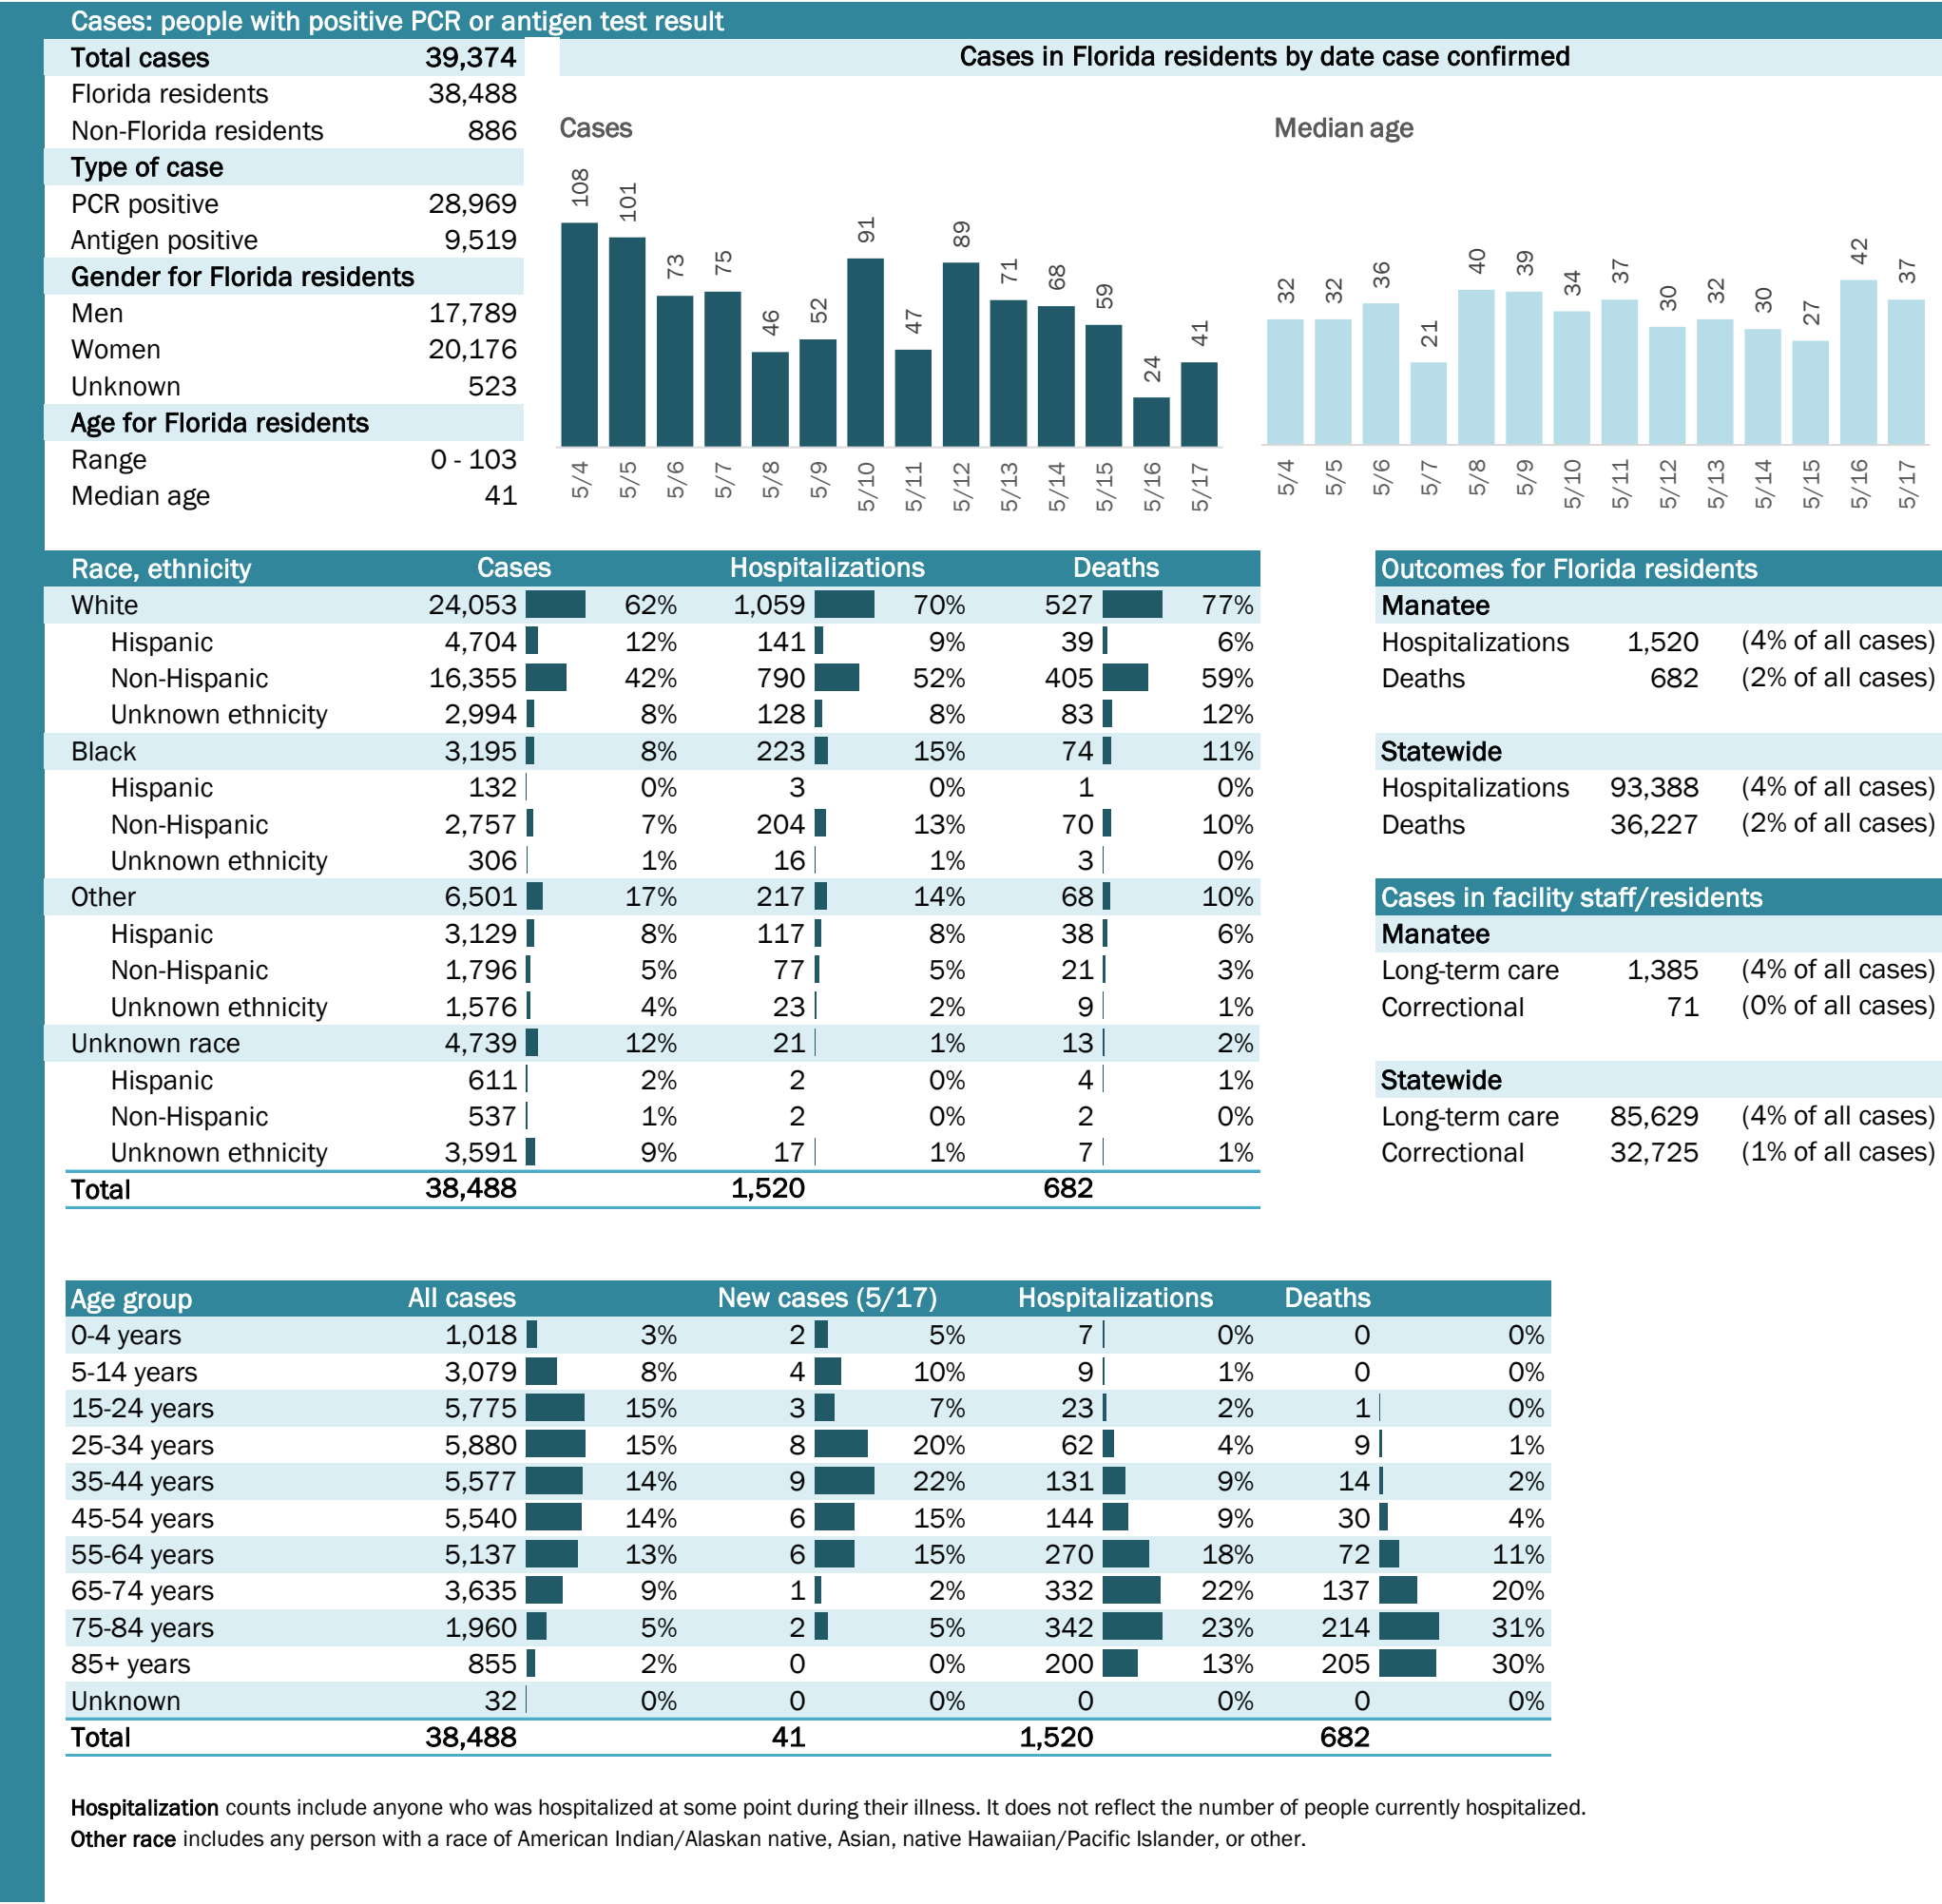 Cases: people with positive PCR or antigen test result
Total cases 39,374
Florida residents 38,488
Non-Florida residents 886
Type of case
PCR positive 28,969
Antigen positive 9,519
Gender for Florida residents
Men 17,789
Women 20,176
Unknown 523
Age for Florida residents
Range 0 - 103
Median age 41
Cases in Florida residents by date case confirmed
Cases
108 101 73 75 46 52 91 47 89 71 68 59 24 41
5/4 5/5 5/6 5/7 5/8 5/9 5/10 5/11 5/12 5/13 5/14 5/15 5/16 5/17
Median age
32 32 36 21 40 39 34 37 30 32 30 27 42 37
5/4 5/5 5/6 5/7 5/8 5/9 5/10 5/11 5/12 5/13 5/14 5/15 5/16 5/17
Race, ethnicity Cases Hospitalizations Deaths
White 24,053 62% 1,059 70% 527 77%
Hispanic 4,704 12% 141 9% 39 6%
Non-Hispanic 16,355 42% 790 52% 405 59%
Unknown ethnicity 2,994 8% 128 8% 83 12%
Black 3,195 8% 223 15% 74 11%
Hispanic 132 0% 3 0% 1 0%
Non-Hispanic 2,757 7% 204 13% 70 10%
Unknown ethnicity 306 1% 16 1% 3 0%
Other 6,501 17% 217 14% 68 10%
Hispanic 3,129 8% 117 8% 38 6%
Non-Hispanic 1,796 5% 77 5% 21 3%
Unknown ethnicity 1,576 4% 23 2% 9 1%
Unknown race 4,739 12% 21 1% 13 2%
Hispanic 611 2% 2 0% 4 1%
Non-Hispanic 537 1% 2 0% 2 0%
Unknown ethnicity 3,591 9% 17 1% 7 1%
Total 38,488 1,520 682
Outcomes for Florida residents
Manatee
Hospitalizations 1,520 (4% of all cases)
Deaths 682 (2% of all cases)
Statewide
Hospitalizations 93,388 (4% of all cases)
Deaths 36,227 (2% of all cases)
Cases in facility staff/residents
Manatee
Long-term care 1,385 (4% of all cases)
Correctional 71 (0% of all cases)
Statewide
Long-term care 85,629 (4% of all cases)
Correctional 32,725 (1% of all cases)
Age group All cases New cases (5/17) Hospitalizations Deaths
0-4 years 1,018 3% 2 5% 7 0% 0 0%
5-14 years 3,079 8% 4 10% 9 1% 0 0%
15-24 years 5,775 15% 3 7% 23 2% 1 0%
25-34 years 5,880 15% 8 20% 62 4% 9 1%
35-44 years 5,577 14% 9 22% 131 9% 14 2%
45-54 years 5,540 14% 6 15% 144 9% 30 4%
55-64 years 5,137 13% 6 15% 270 18% 72 11%
65-74 years 3,635 9% 1 2% 332 22% 137 20%
75-84 years 1,960 5% 2 5% 342 23% 214 31%
85+ years 855 2% 0 0% 200 13% 205 30%
Unknown 32 0% 0 0% 0 0% 0 0%
Total 38,488 41 1,520 682
Hospitalization counts include anyone who was hospitalized at some point during their illness. It does not reflect the number of people currently hospitalized.
Other race includes any person with a race of American Indian/Alaskan native, Asian, native Hawaiian/Pacific Islander, or other.